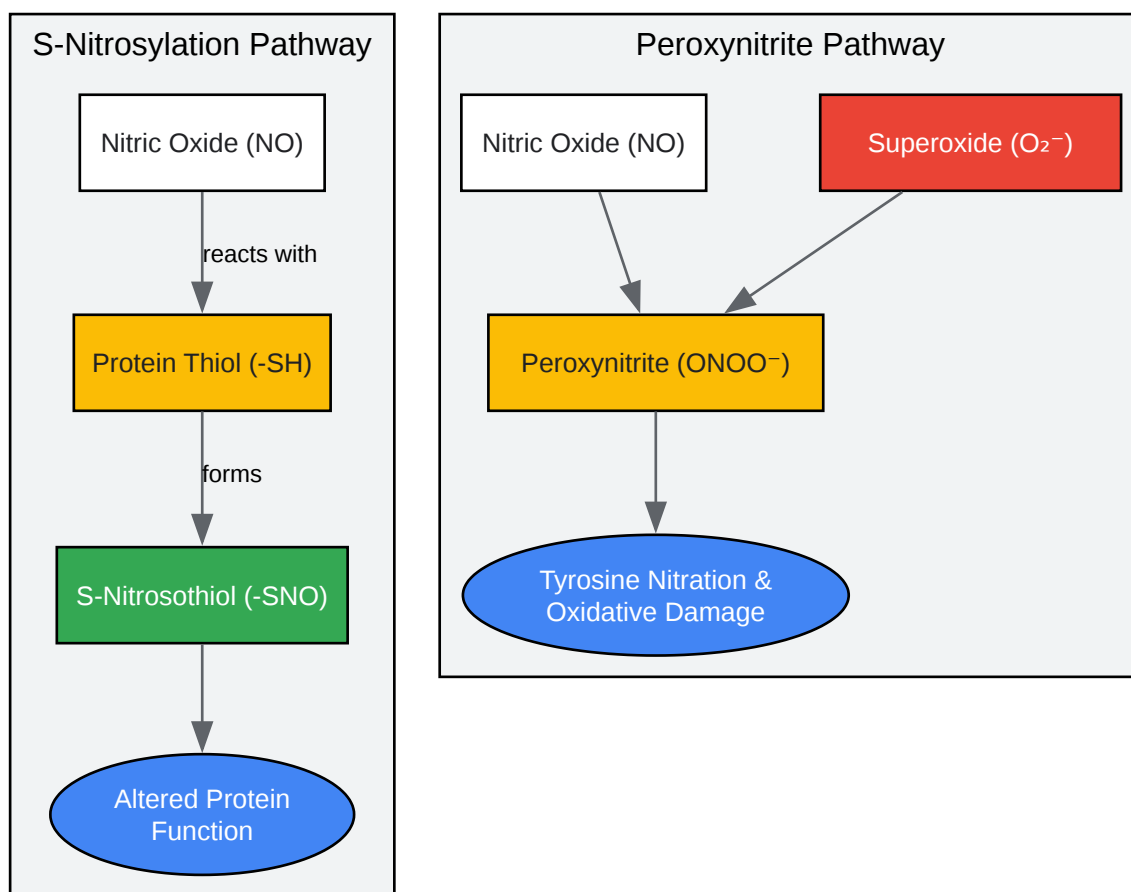 S-Nitrosylation Pathway
Nitric Oxide (NO)
reacts with
Protein Thiol (-SH)
forms
S-Nitrosothiol (-SNO)
Altered Protein
Function
Peroxynitrite Pathway
Nitric Oxide (NO)
Superoxide (O₂⁻)
Peroxynitrite (ONOO⁻)
Tyrosine Nitration &
Oxidative Damage